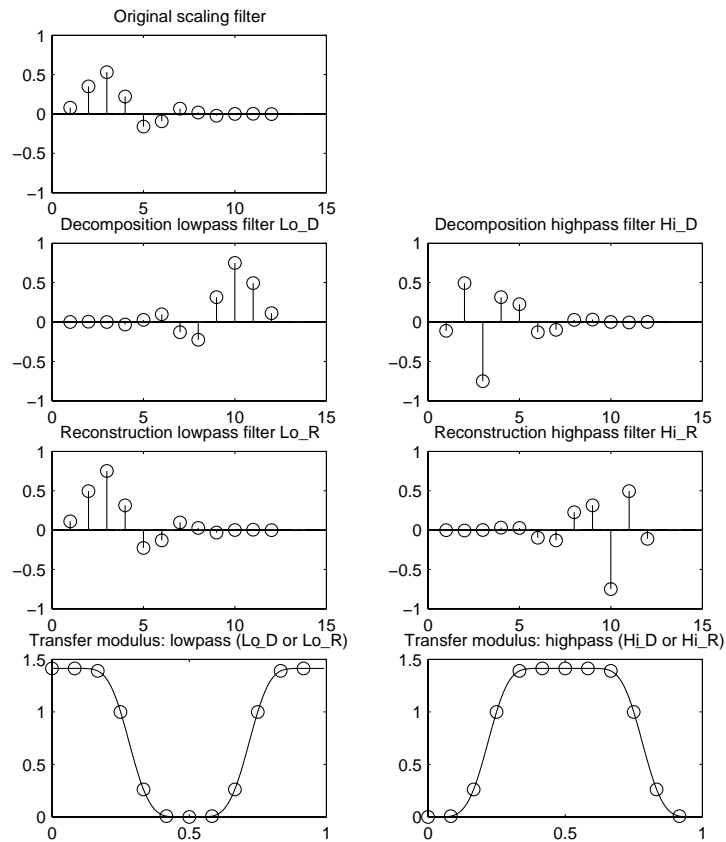 Original scaling filter
1
0.5
0
−0.5
−1
0 5 10 15
Decomposition lowpass filter Lo_D
1
0.5
0
−0.5
−1
0 5 10 15
Decomposition highpass filter Hi_D
1
0.5
0
−0.5
−1
0 5 10 15
Reconstruction lowpass filter Lo_R
1
0.5
0
−0.5
−1
0 5 10 15
Reconstruction highpass filter Hi_R
1
0.5
0
−0.5
−1
0 5 10 15
Transfer modulus: lowpass (Lo_D or Lo_R)
1.5
1
0.5
0
0 0.5 1
Transfer modulus: highpass (Hi_D or Hi_R)
1.5
1
0.5
0
0 0.5 1